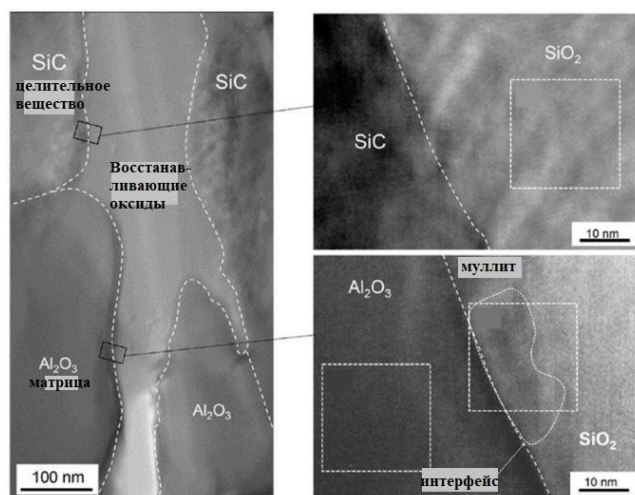 SiC
целительное
вещество
SiC
Восстанав-
ливающие
оксиды
Al₂O₃
матрица
Al₂O₃
100 nm
SiO₂
SiC
10 nm
муллит
Al₂O₃
SiO₂
интерфейс
10 nm